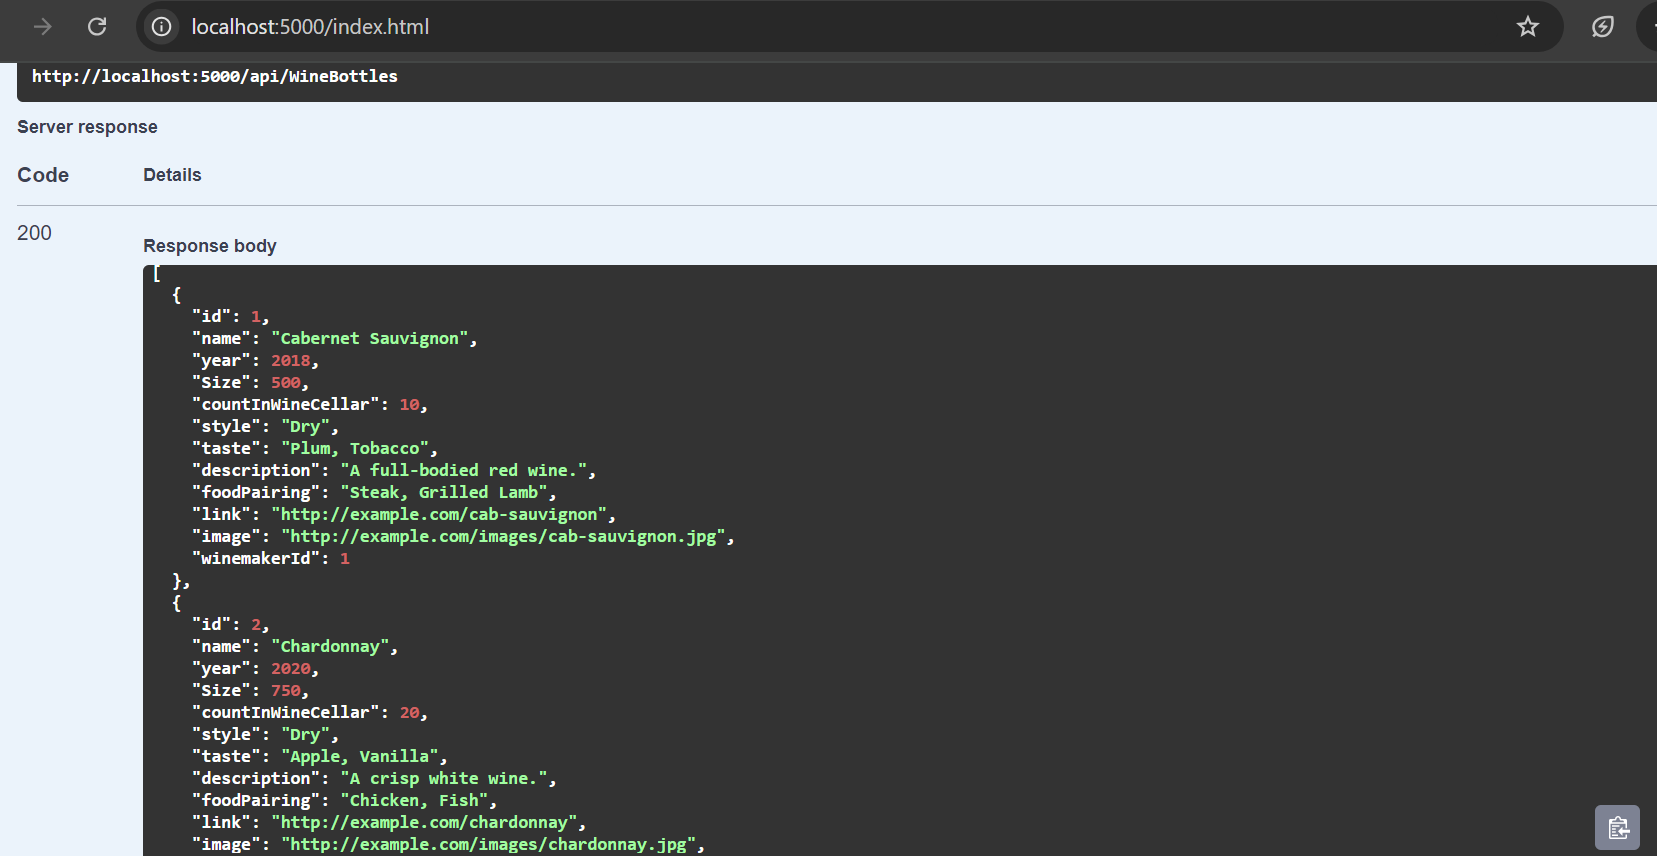 localhost:5000/index.html
http://localhost:5000/api/WineBottles
Server response
Code Details
200
Response body
[
{
"id": 1,
"name": "Cabernet Sauvignon",
"year": 2018,
"Size": 500,
"countInWineCellar": 10,
"style": "Dry",
"taste": "Plum, Tobacco",
"description": "A full-bodied red wine.",
"foodPairing": "Steak, Grilled Lamb",
"link": "http://example.com/cab-sauvignon",
"image": "http://example.com/images/cab-sauvignon.jpg",
"winemakerId": 1
},
{
"id": 2,
"name": "Chardonnay",
"year": 2020,
"Size": 750,
"countInWineCellar": 20,
"style": "Dry",
"taste": "Apple, Vanilla",
"description": "A crisp white wine.",
"foodPairing": "Chicken, Fish",
"link": "http://example.com/chardonnay",
"image": "http://example.com/images/chardonnay.jpg",